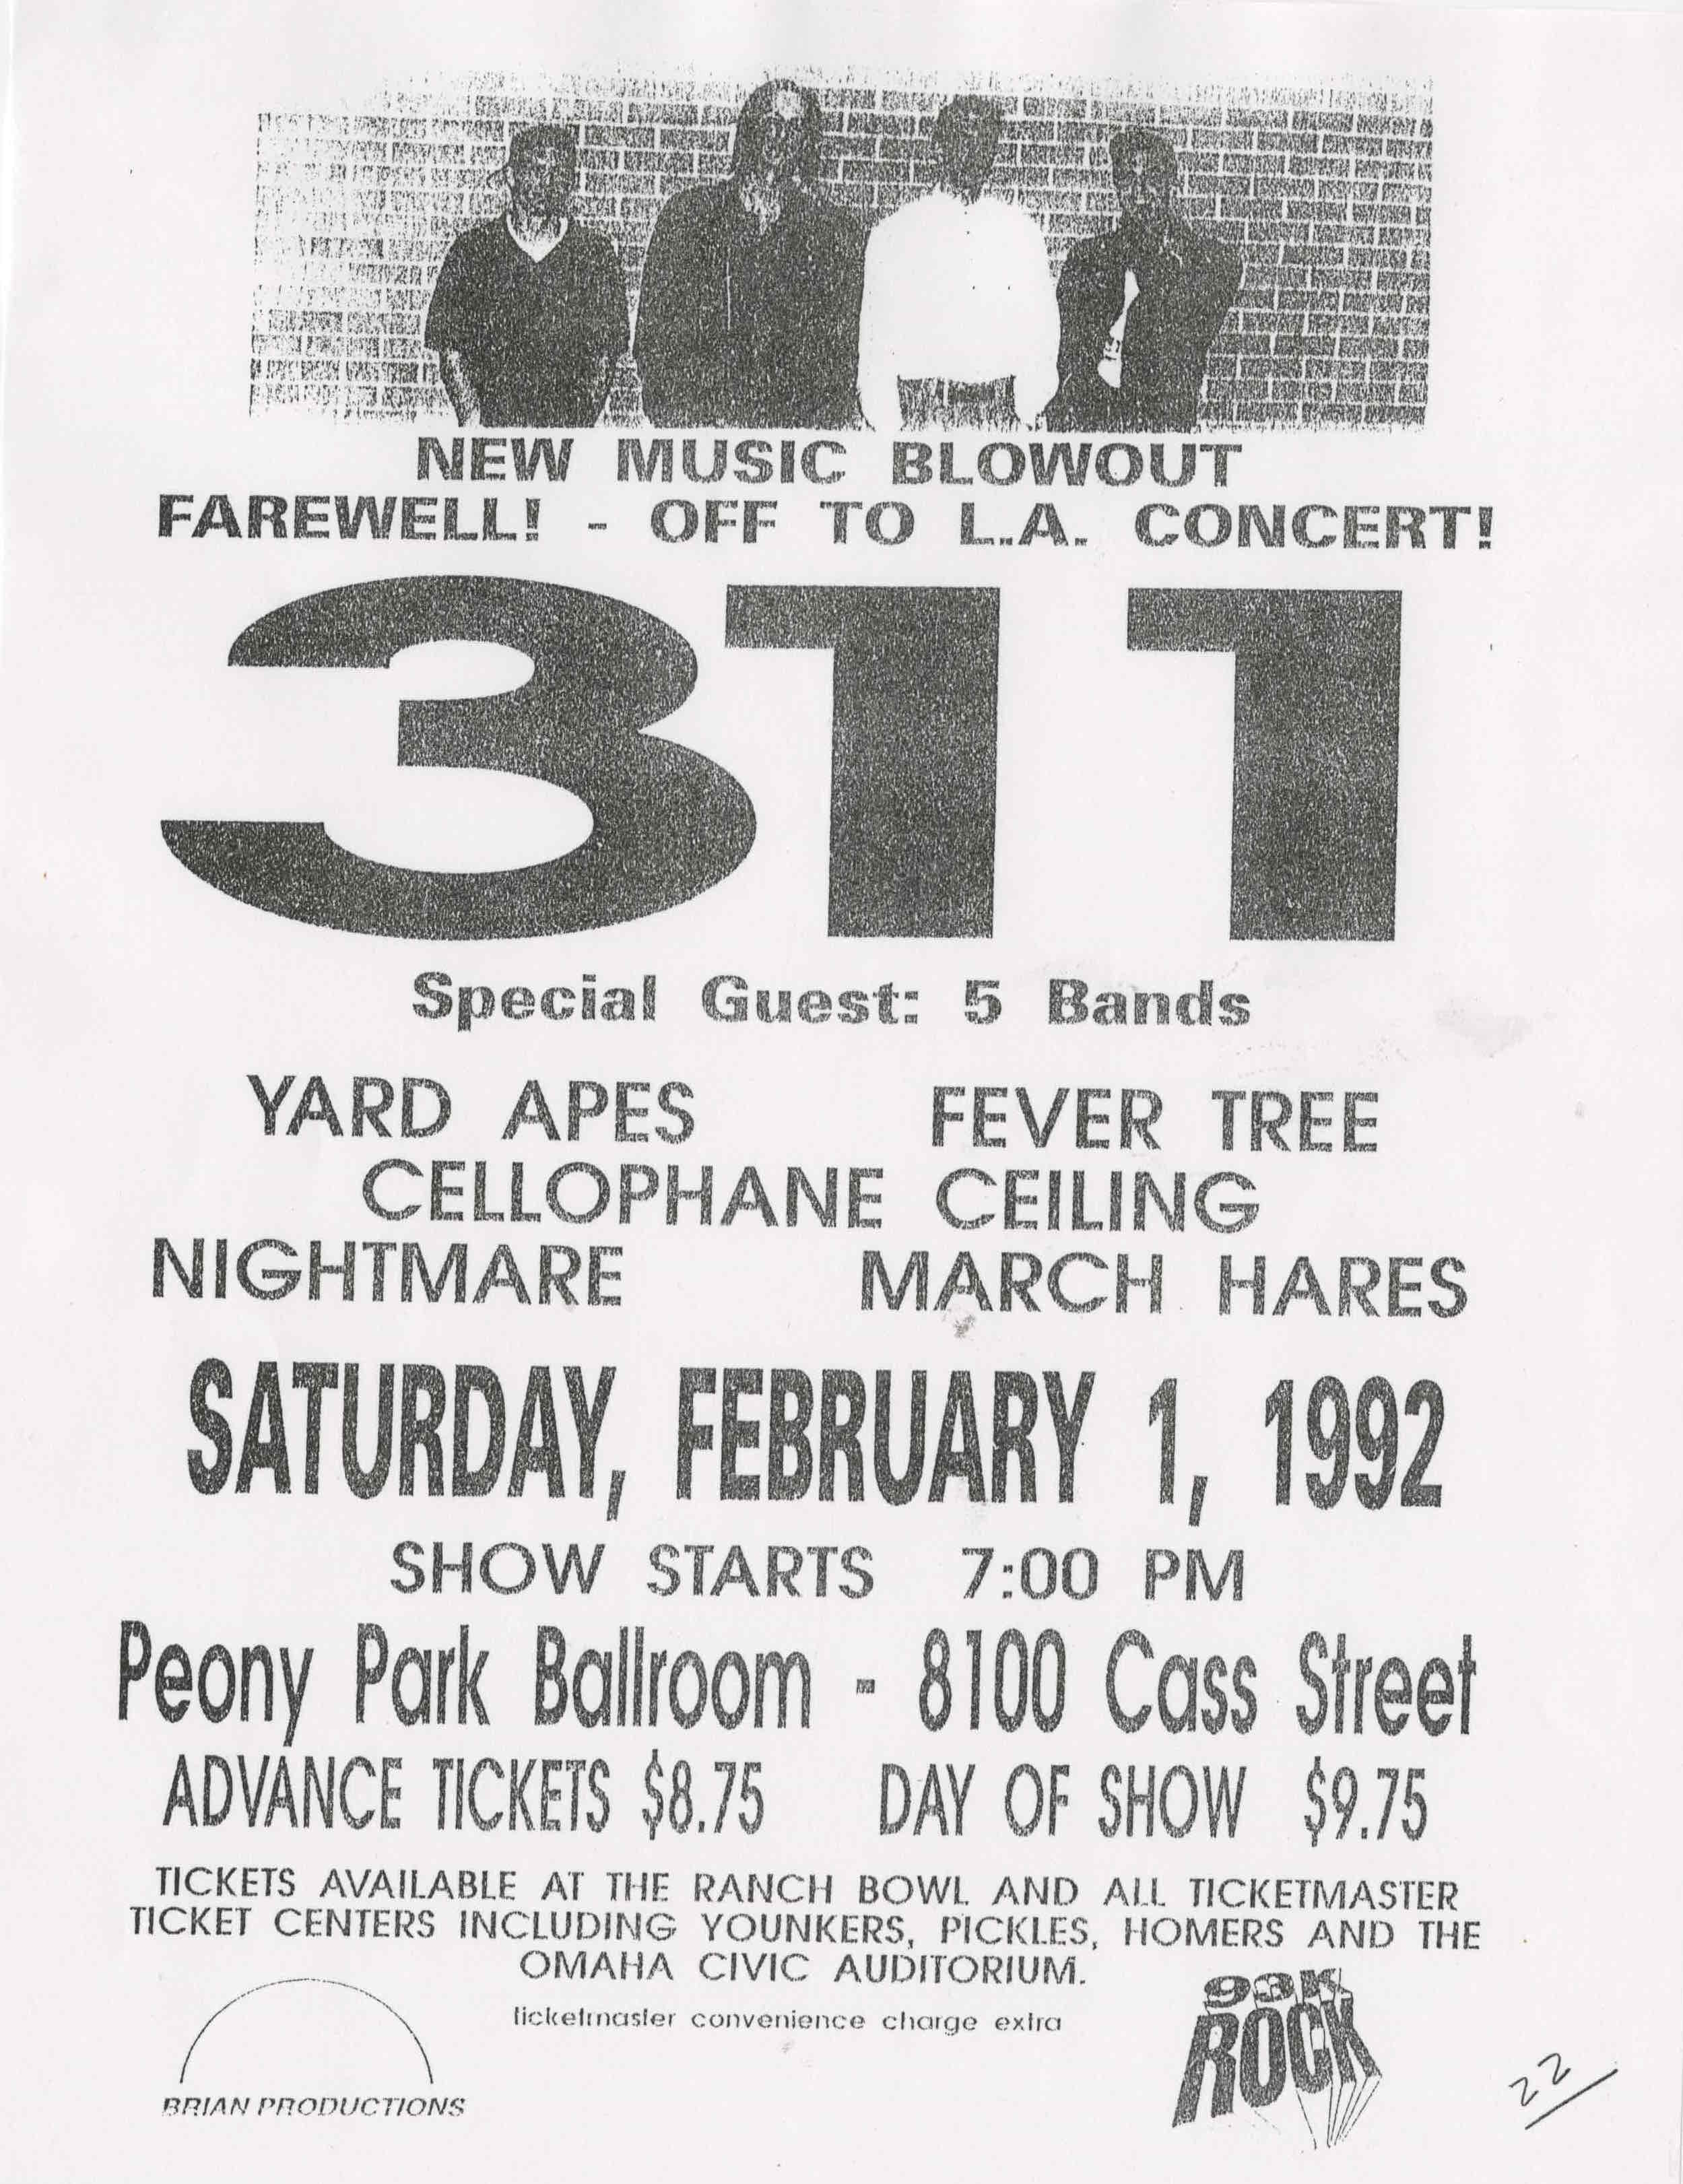 NEW MUSIC BLOWOUT
FAREWELL! - OFF TO L.A. CONCERT!
311
Special Guest: 5 Bands
YARD APES FEVER TREE
CELLOPHANE CEILING
NIGHTMARE MARCH HARES
SATURDAY, FEBRUARY 1, 1992
SHOW STARTS 7:00 PM
Peony Park Ballroom - 8100 Cass Street
ADVANCE TICKETS $8.75 DAY OF SHOW $9.75
TICKETS AVAILABLE AT THE RANCH BOWL AND ALL TICKETMASTER
TICKET CENTERS INCLUDING YOUNKERS, PICKLES, HOMERS AND THE
OMAHA CIVIC AUDITORIUM.
ticketmaster convenience charge extra
93K
ROCK
BRIAN PRODUCTIONS
22